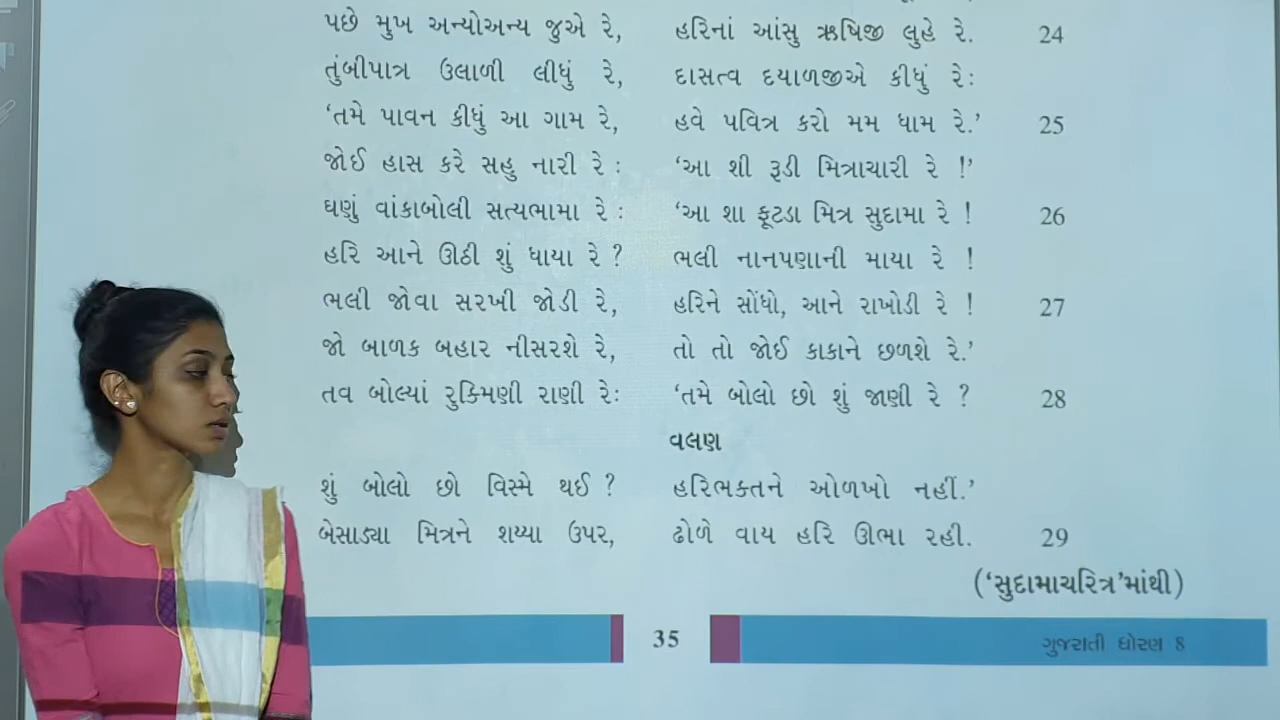 પછે મુખ અન્યોઅન્ય જુએ રે, હરિનાં આંસુ ઋષિજી લુહે રે. 24
તુંબીપાત્ર ઉલાળી લીધું રે, દાસત્વ દયાળજીએ કીધું રે:
‘તમે પાવન કીધું આ ગામ રે, હવે પવિત્ર કરો મમ ધામ રે.’ 25
જોઈ હાસ કરે સહુ નારી રે : ‘આ શી રૂડી મિત્રાચારી રે !’
ઘણું વાંકાબોલી સત્યભામા રે : ‘આ શા ફૂટડા મિત્ર સુદામા રે ! 26
હરિ આને ઊઠી શું ધાયા રે ? ભલી નાનપણાની માયા રે !
ભલી જોવા સરખી જોડી રે, હરિને સોંધો, આને રાખોડી રે ! 27
જો બાળક બહાર નીસરશે રે, તો તો જોઈ કાકાને છળશે રે.’
તવ બોલ્યાં રુક્મિણી રાણી રે: ‘તમે બોલો છો શું જાણી રે ? 28
વલણ
શું બોલો છો વિસ્મે થઈ ? હરિભક્તને ઓળખો નહીં.’
બેસાડ્યા મિત્રને શય્યા ઉપર, ઢોળે વાય હરિ ઊભા રહી. 29
(‘સુદામાચરિત્ર’માંથી)
35 ગુજરાતી ધોરણ 8